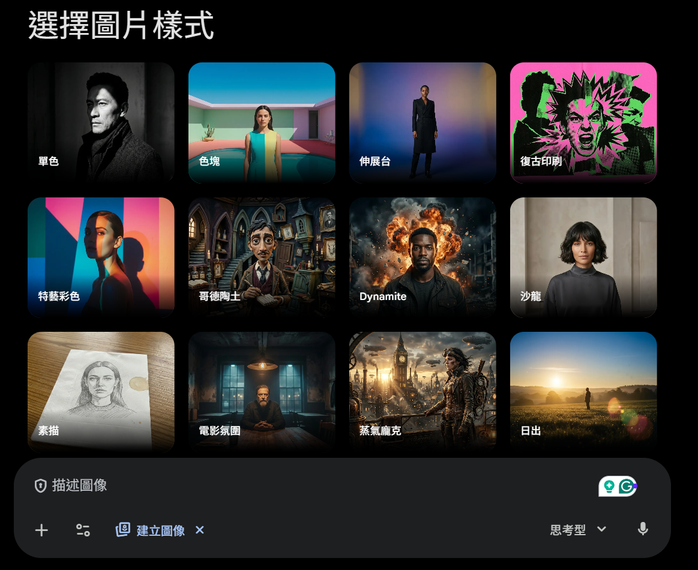 選擇圖片樣式
單色
色塊
伸展台
復古印刷
特藝彩色
哥德陶土
Dynamite
沙龍
素描
電影氛圍
蒸氣龐克
日出
描述圖像
建立圖像
思考型